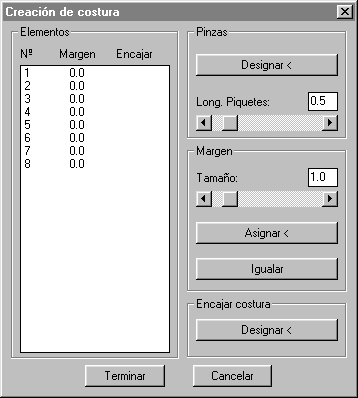 Creación de costura
Elementos
Nº Margen Encajar
1 0.0
2 0.0
3 0.0
4 0.0
5 0.0
6 0.0
7 0.0
8 0.0
Pinzas
Designar <
Long. Piquetes: 0.5
Margen
Tamaño: 1.0
Asignar <
Igualar
Encajar costura
Designar <
Terminar Cancelar